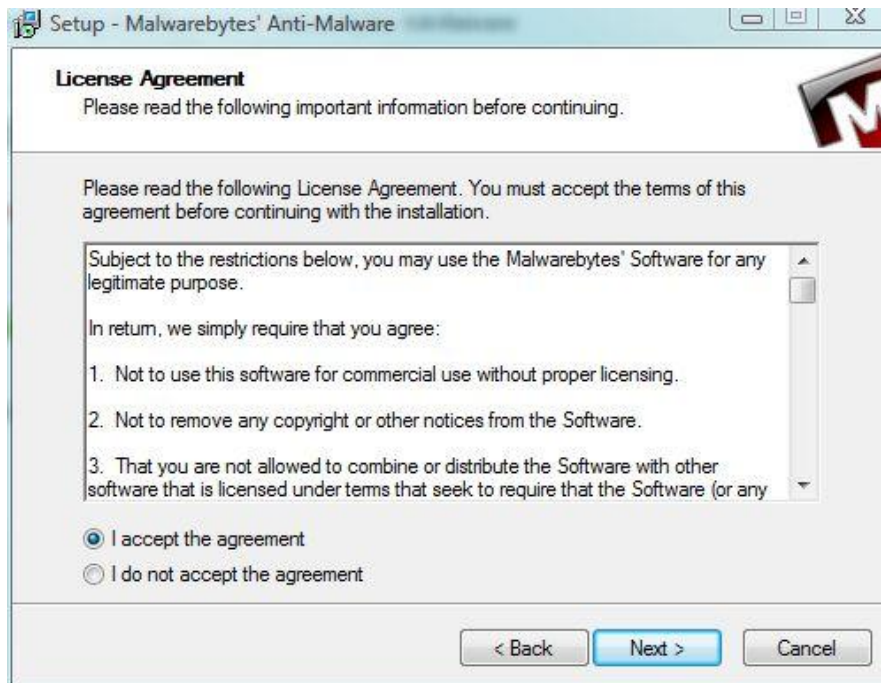 Setup - Malwarebytes' Anti-Malware
License Agreement
Please read the following important information before continuing.
Please read the following License Agreement. You must accept the terms of this
agreement before continuing with the installation.
Subject to the restrictions below, you may use the Malwarebytes' Software for any
legitimate purpose.
In return, we simply require that you agree:
1. Not to use this software for commercial use without proper licensing.
2. Not to remove any copyright or other notices from the Software.
3. That you are not allowed to combine or distribute the Software with other
software that is licensed under terms that seek to require that the Software (or any
I accept the agreement
I do not accept the agreement
< Back Next > Cancel